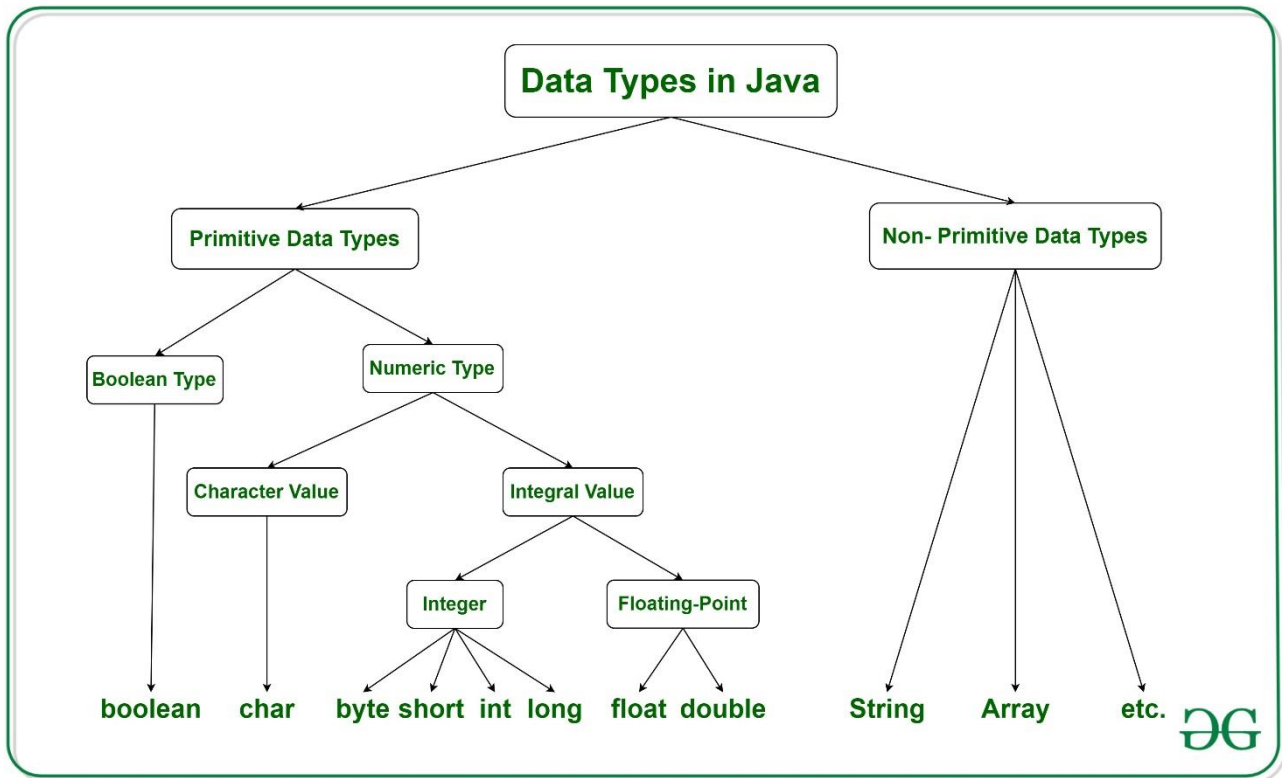 Data Types in Java
Primitive Data Types
Non- Primitive Data Types
Boolean Type
Numeric Type
Character Value
Integral Value
Integer
Floating-Point
boolean char byte short int long float double String Array etc.